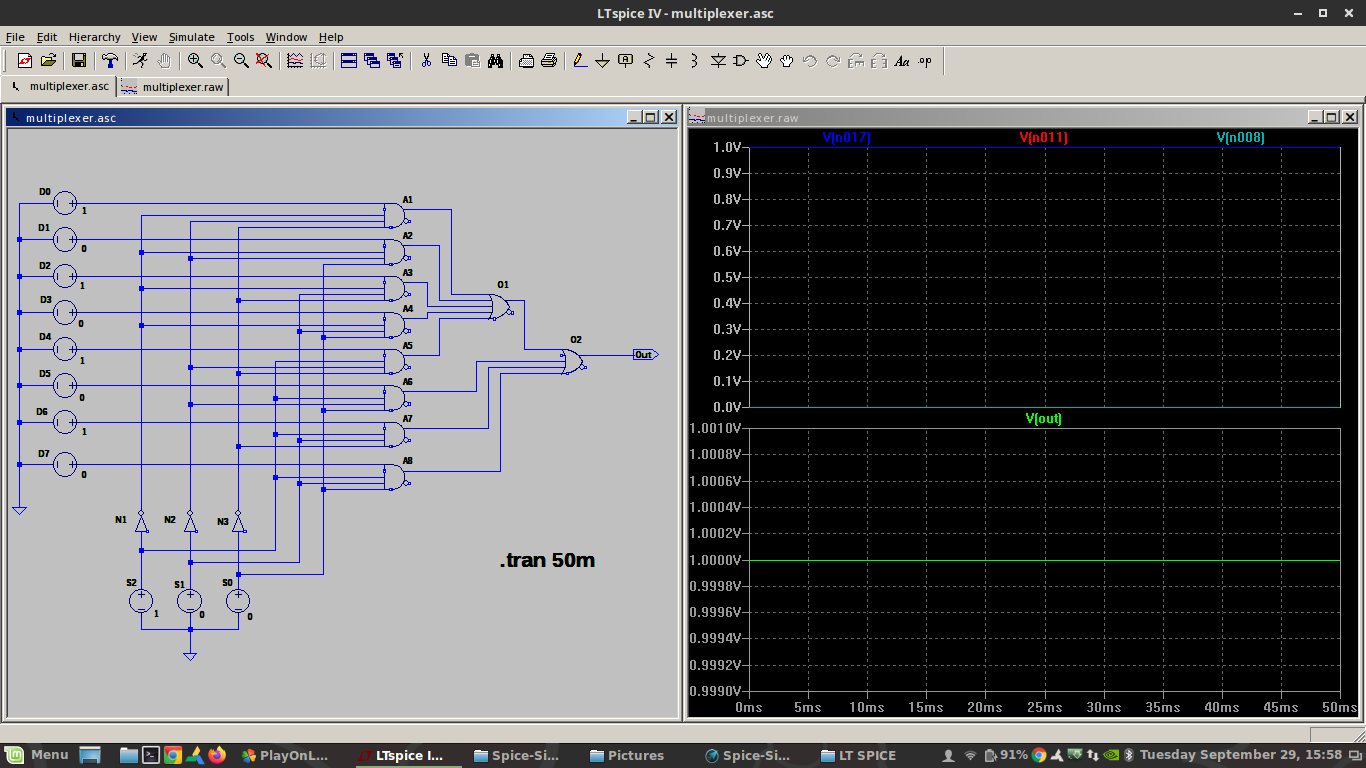 LTspice IV - multiplexer.asc
File Edit Hierarchy View Simulate Tools Window Help
multiplexer.asc multiplexer.raw
multiplexer.asc
D0
1
D1
0
D2
1
D3
0
D4
1
D5
0
D6
1
D7
0
A1
A2
A3
A4
A5
A6
A7
A8
O1
O2
Out
N1 N2 N3
.tran 50m
S2 S1 S0
1 0 0
multiplexer.raw
V(n017) V(n011) V(n008)
1.0V
0.9V
0.8V
0.7V
0.6V
0.5V
0.4V
0.3V
0.2V
0.1V
0.0V
V(out)
1.0010V
1.0008V
1.0006V
1.0004V
1.0002V
1.0000V
0.9998V
0.9996V
0.9994V
0.9992V
0.9990V
0ms 5ms 10ms 15ms 20ms 25ms 30ms 35ms 40ms 45ms 50ms
Menu PlayOnL... LTspice I... Spice-Si... Pictures Spice-Si... LT SPICE 91% Tuesday September 29, 15:58